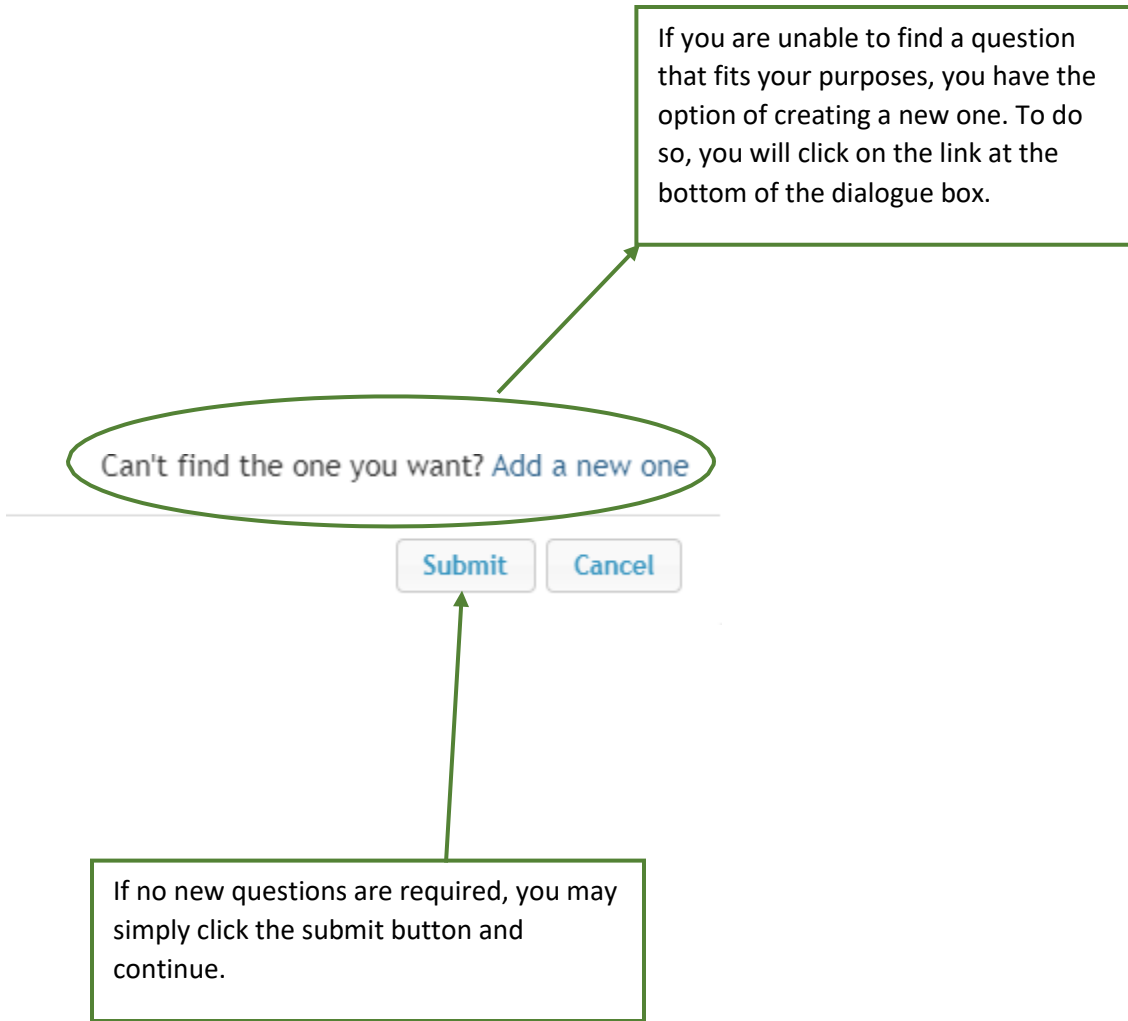 If you are unable to find a question
that fits your purposes, you have the
option of creating a new one. To do
so, you will click on the link at the
bottom of the dialogue box.
Can't find the one you want? Add a new one
Submit Cancel
If no new questions are required, you may
simply click the submit button and
continue.